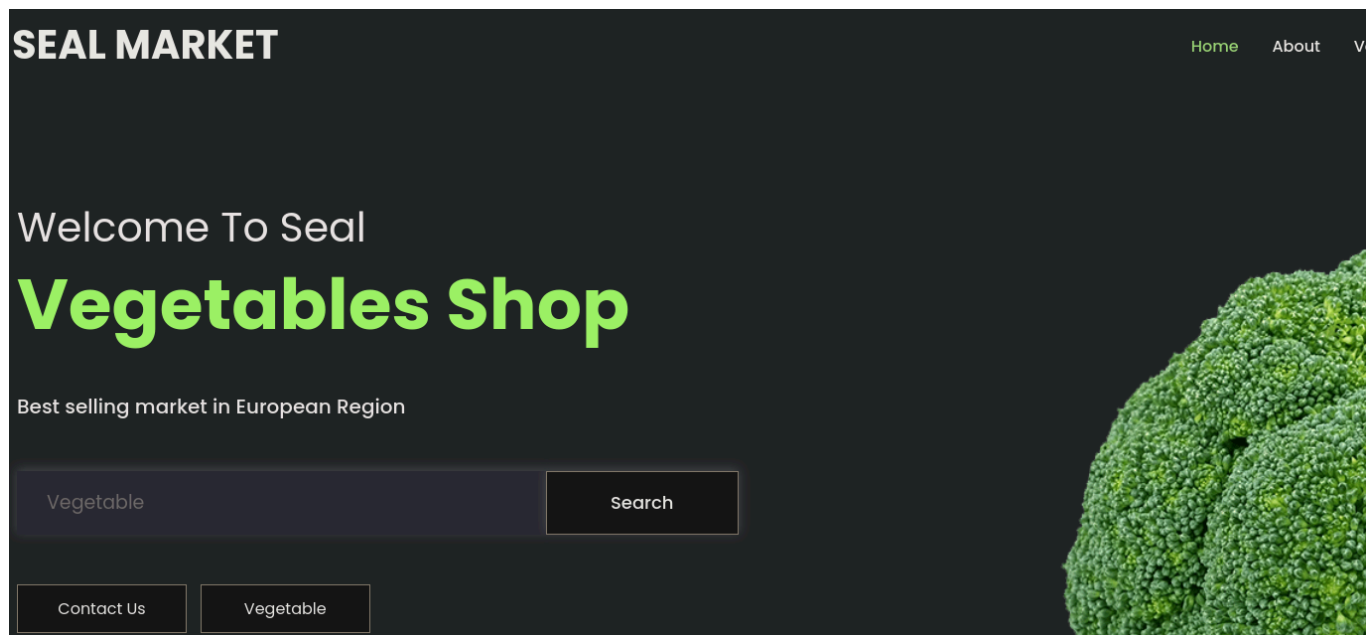 SEAL MARKET
Home About
Welcome To Seal
Vegetables Shop
Best selling market in European Region
Vegetable Search
Contact Us Vegetable